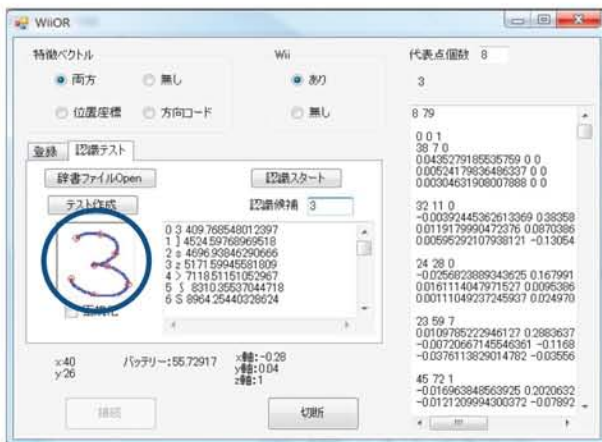 WiiOR
特徴ベクトル
両方
無し
位置座標
方向コード
Wii
あり
無し
代表点個数 8
3
登録
認識テスト
辞書ファイルOpen
認識スタート
テスト作成
認識候補 3
0 3 409.768548012397
1 ] 4524.59768969518
2 a 4696.93846290666
3 z 5171.59945581809
4 > 7118.51151052967
5 S 8310.35537044718
6 S 8964.25440328624
x:40
y:26
バッテリー:55.72917
x軸:-0.28
y軸:0.04
z軸:1
接続
切断
8 79
0 0 1
38 7 0
0.0435279185535759 0 0
0.00524179836486337 0 0
0.00304631908007888 0 0
32 11 0
-0.00392445362613369 0.38358
0.0119179990472376 0.0870386
0.00595292107938121 -0.13054
24 28 0
-0.0256823889343625 0.167991
0.0161114047971527 0.0095386
0.00111049237245937 0.024970
23 59 7
0.0109785222946127 0.2883637
-0.00720667145546361 -0.1168
-0.0376113829014782 -0.03556
45 72 1
-0.016963848563925 0.2020632
-0.0121209994300372 -0.07892